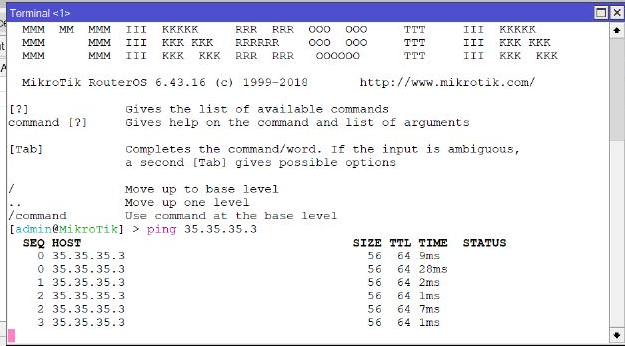 Terminal <1>
MMM MM MMM III KKKKK RRR RRR OOO OOO TTT III KKKKK
MMM MMM III KKK KKK RRRRRR OOO OOO TTT III KKK KKK
MMM MMM III KKK KKK RRR RRR OOOOOO TTT III KKK KKK
MikroTik RouterOS 6.43.16 (c) 1999-2018 http://www.mikrotik.com/
[?] Gives the list of available commands
command [?] Gives help on the command and list of arguments
[Tab] Completes the command/word. If the input is ambiguous,
a second [Tab] gives possible options
/ Move up to base level
.. Move up one level
/command Use command at the base level
[admin@MikroTik] > ping 35.35.35.3
SEQ HOST SIZE TTL TIME STATUS
0 35.35.35.3 56 64 9ms
0 35.35.35.3 56 64 28ms
1 35.35.35.3 56 64 2ms
2 35.35.35.3 56 64 1ms
2 35.35.35.3 56 64 7ms
3 35.35.35.3 56 64 1ms